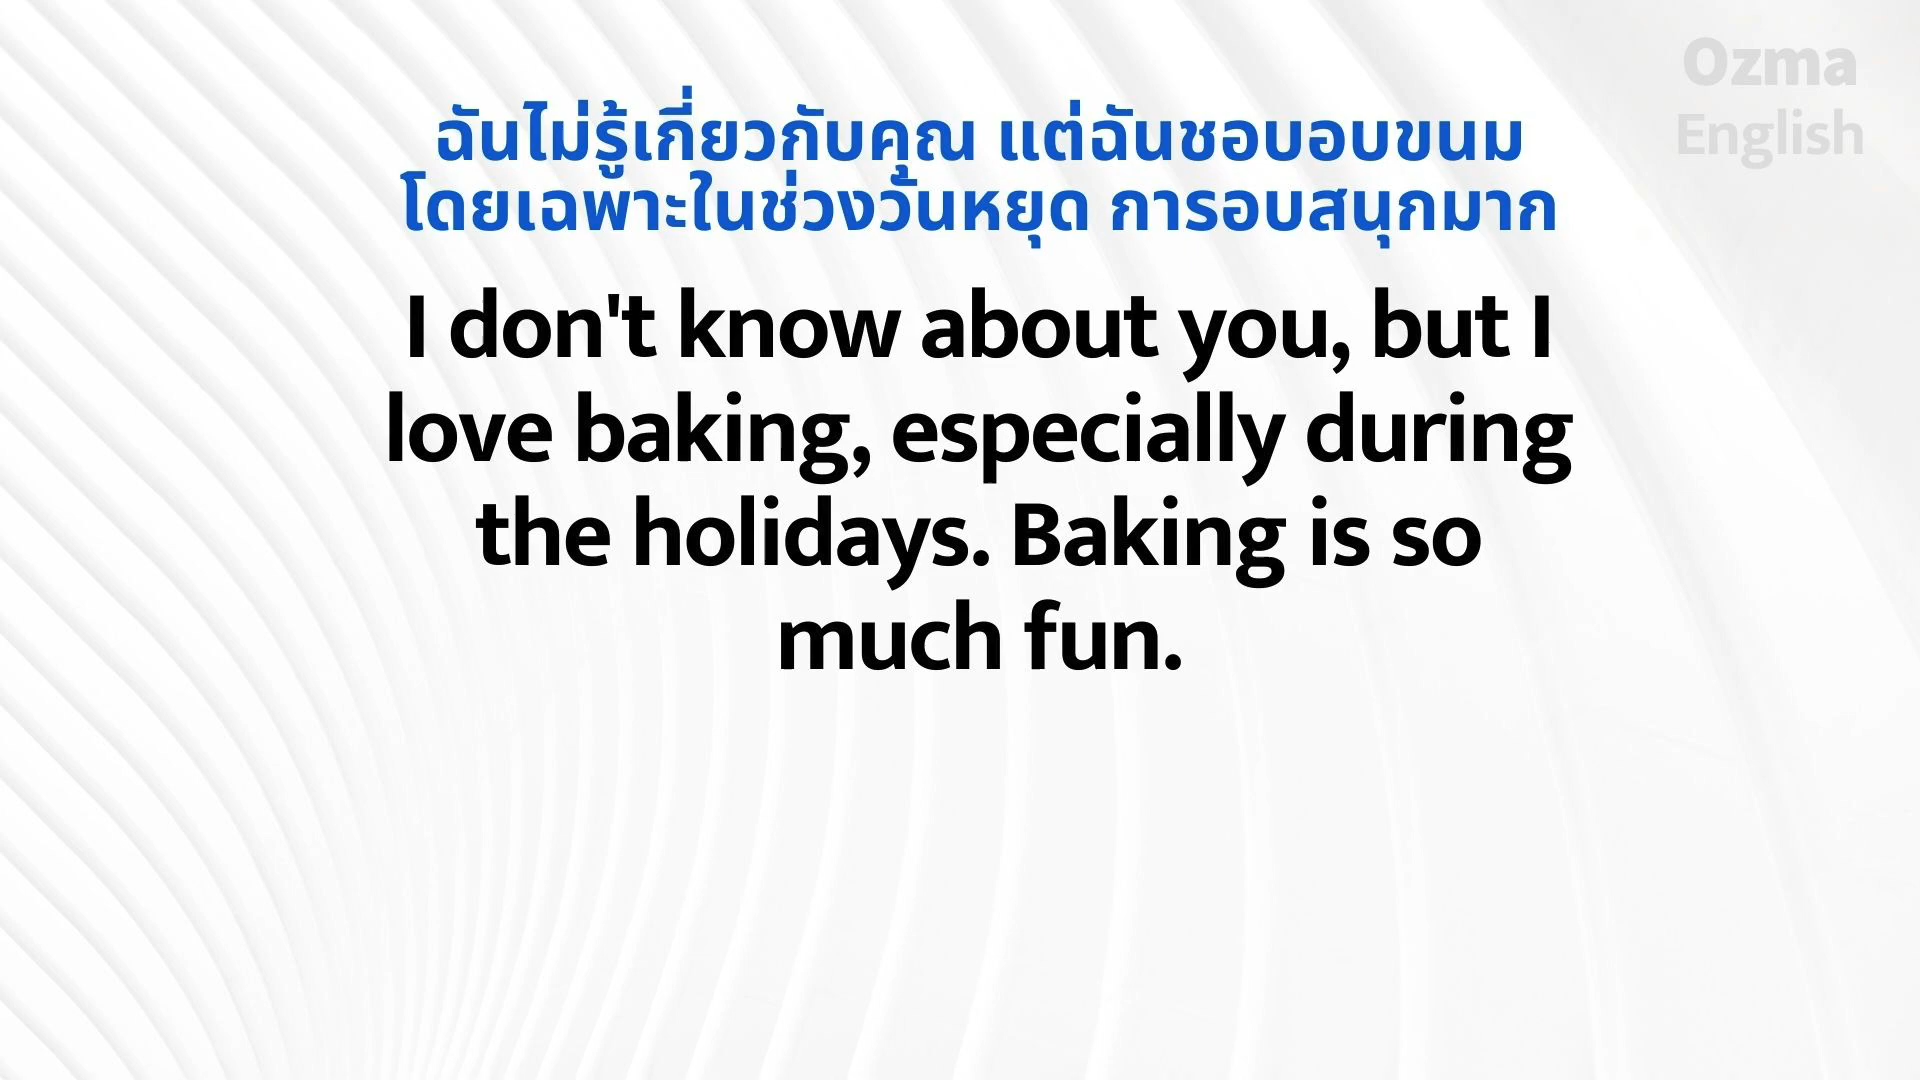 Ozma
English
ฉันไม่รู้เกี่ยวกับคุณ แต่ฉันชอบอบขนม
โดยเฉพาะในช่วงวันหยุด การอบสนุกมาก
I don't know about you, but I
love baking, especially during
the holidays. Baking is so
much fun.